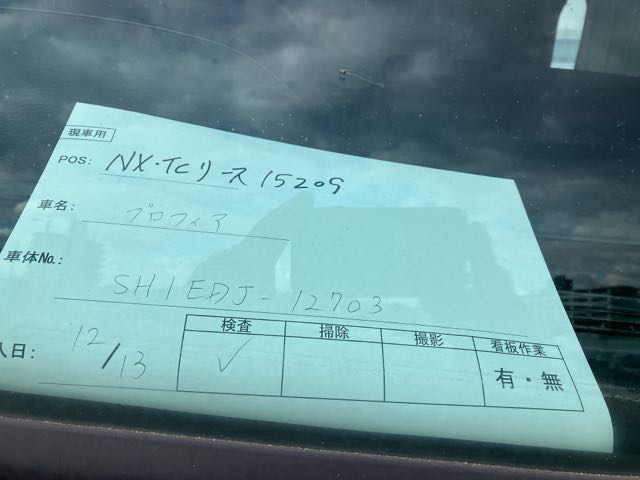 現車用
POS: NX・TCリース 15209
車名: プロフィア
車体No.:
SH1EDJ-12703
入日: 12/13
検査 掃除 撮影 看板作業
✓ 有・無